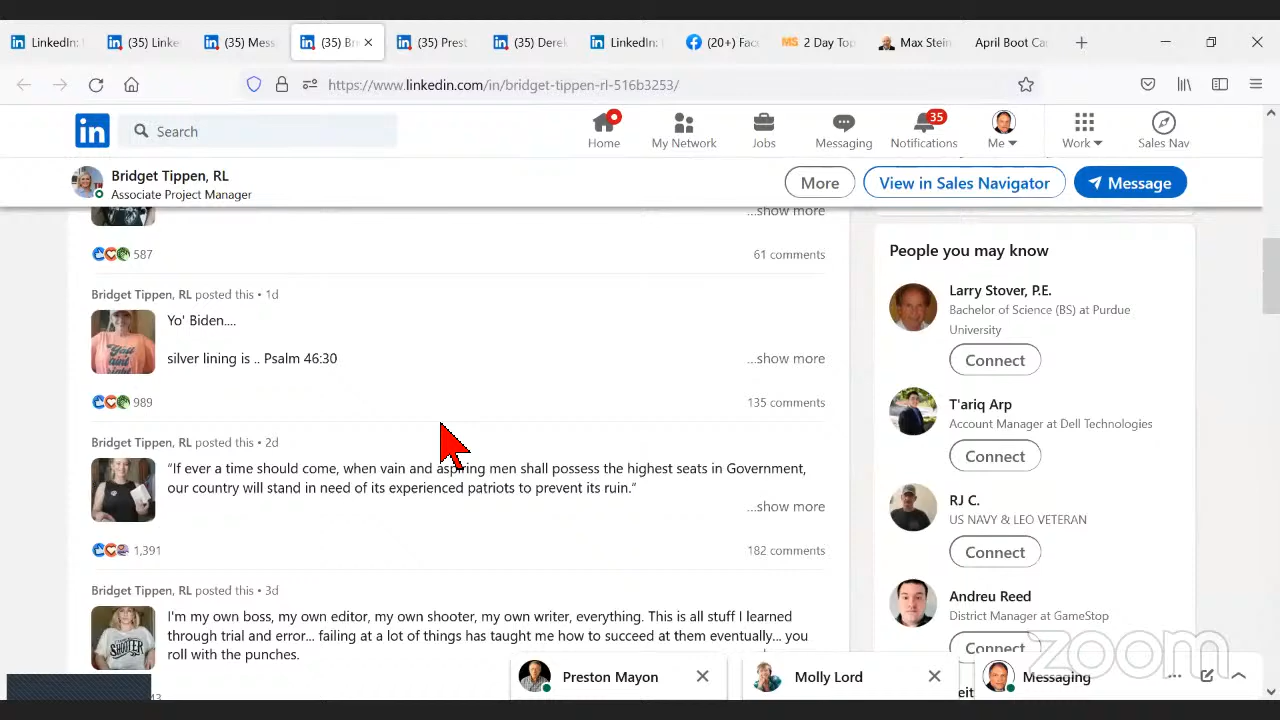 LinkedIn:
(35) Linke
(35) Mess
(35) Br
(35) Prest
(35) Derek
LinkedIn:
(20+) Fac
MS 2 Day Top
Max Stein
April Boot Ca
https://www.linkedin.com/in/bridget-tippen-rl-516b3253/
in
Search
Home
My Network
Jobs
Messaging
35
Notifications
Me
Work
Sales Nav
Bridget Tippen, RL
Associate Project Manager
More
View in Sales Navigator
Message
...show more
587
61 comments
Bridget Tippen, RL posted this • 1d
Yo' Biden....
silver lining is .. Psalm 46:30
...show more
989
135 comments
Bridget Tippen, RL posted this • 2d
“If ever a time should come, when vain and aspiring men shall possess the highest seats in Government,
our country will stand in need of its experienced patriots to prevent its ruin.”
...show more
1,391
182 comments
Bridget Tippen, RL posted this • 3d
I'm my own boss, my own editor, my own shooter, my own writer, everything. This is all stuff I learned
through trial and error... failing at a lot of things has taught me how to succeed at them eventually... you
roll with the punches.
People you may know
Larry Stover, P.E.
Bachelor of Science (BS) at Purdue
University
Connect
T'ariq Arp
Account Manager at Dell Technologies
Connect
RJ C.
US NAVY & LEO VETERAN
Connect
Andreu Reed
District Manager at GameStop
Connect
zoom
Preston Mayon
Molly Lord
Messaging